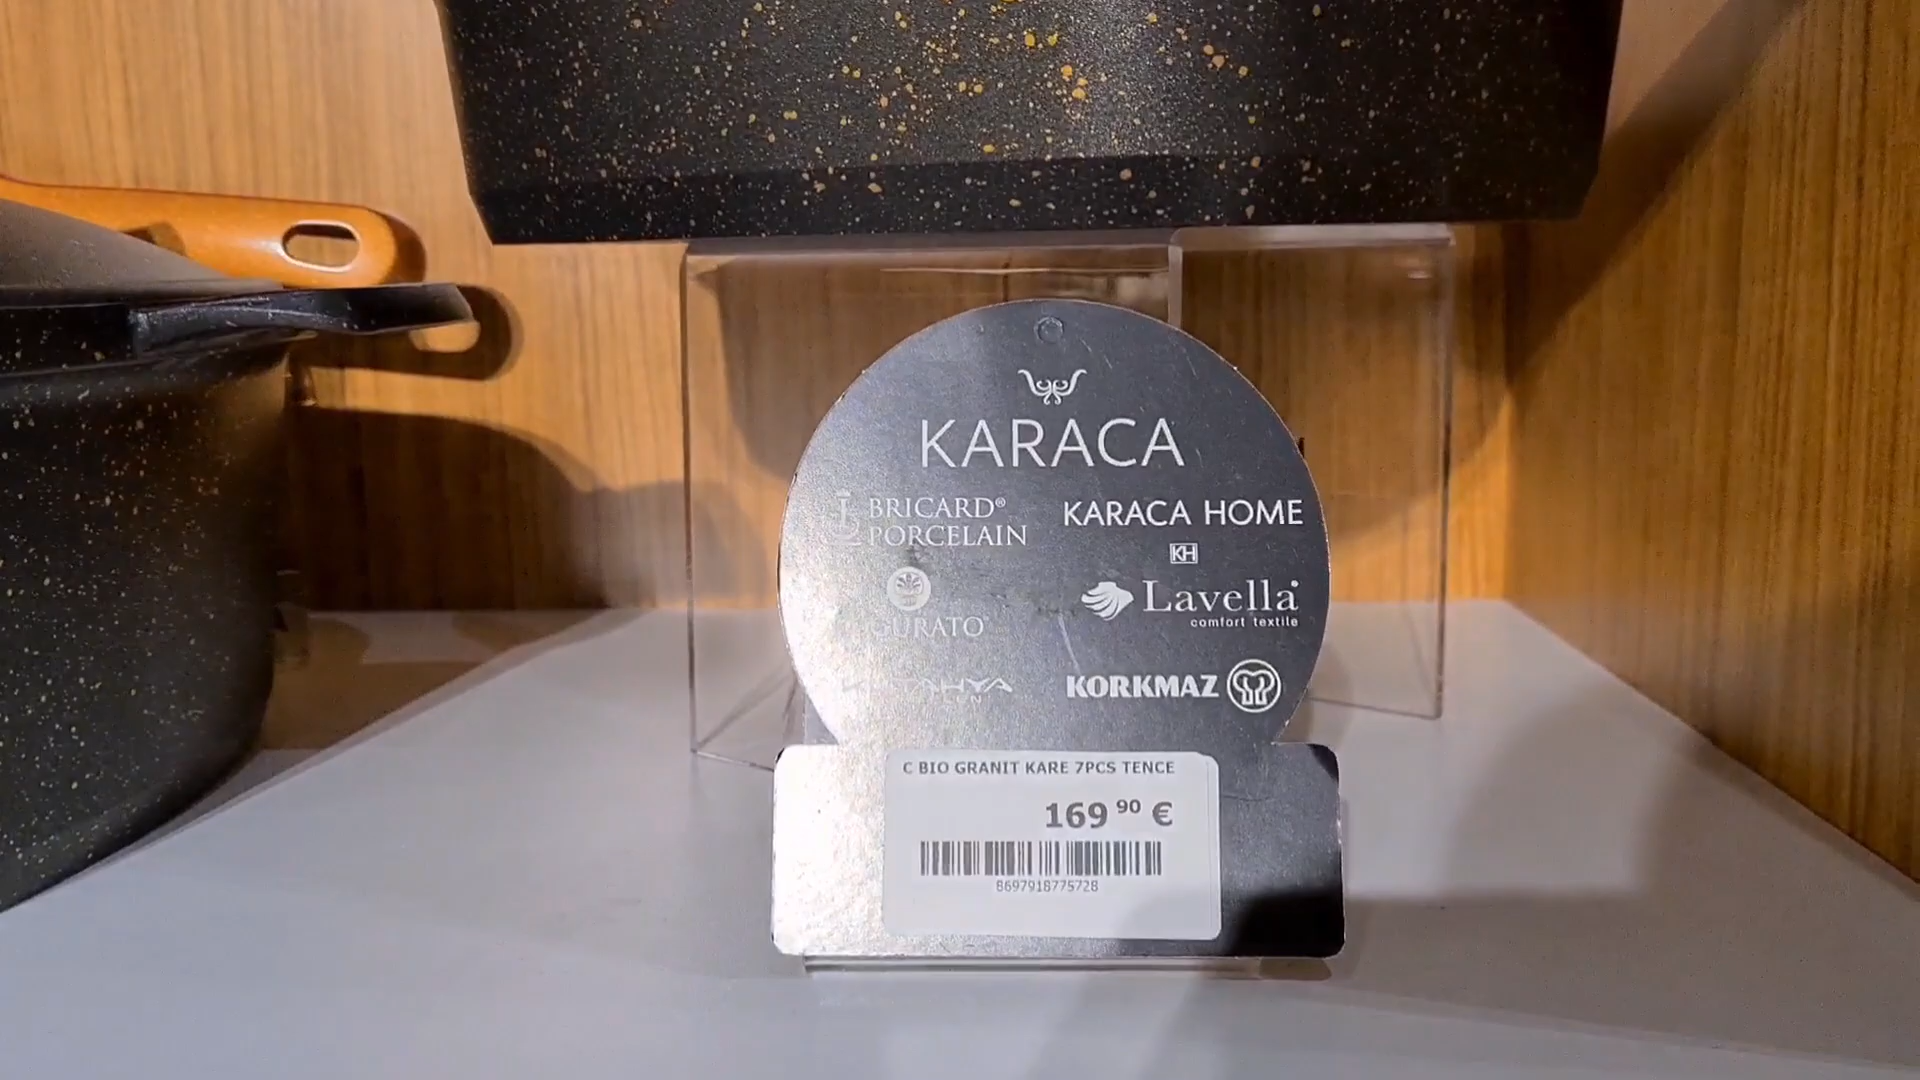 KARACA
BRICARD®
PORCELAIN
KARACA HOME
KH
Lavella
comfort textile
KORKMAZ
C BIO GRANIT KARE 7PCS TENCE
169 90 €
8697918775728